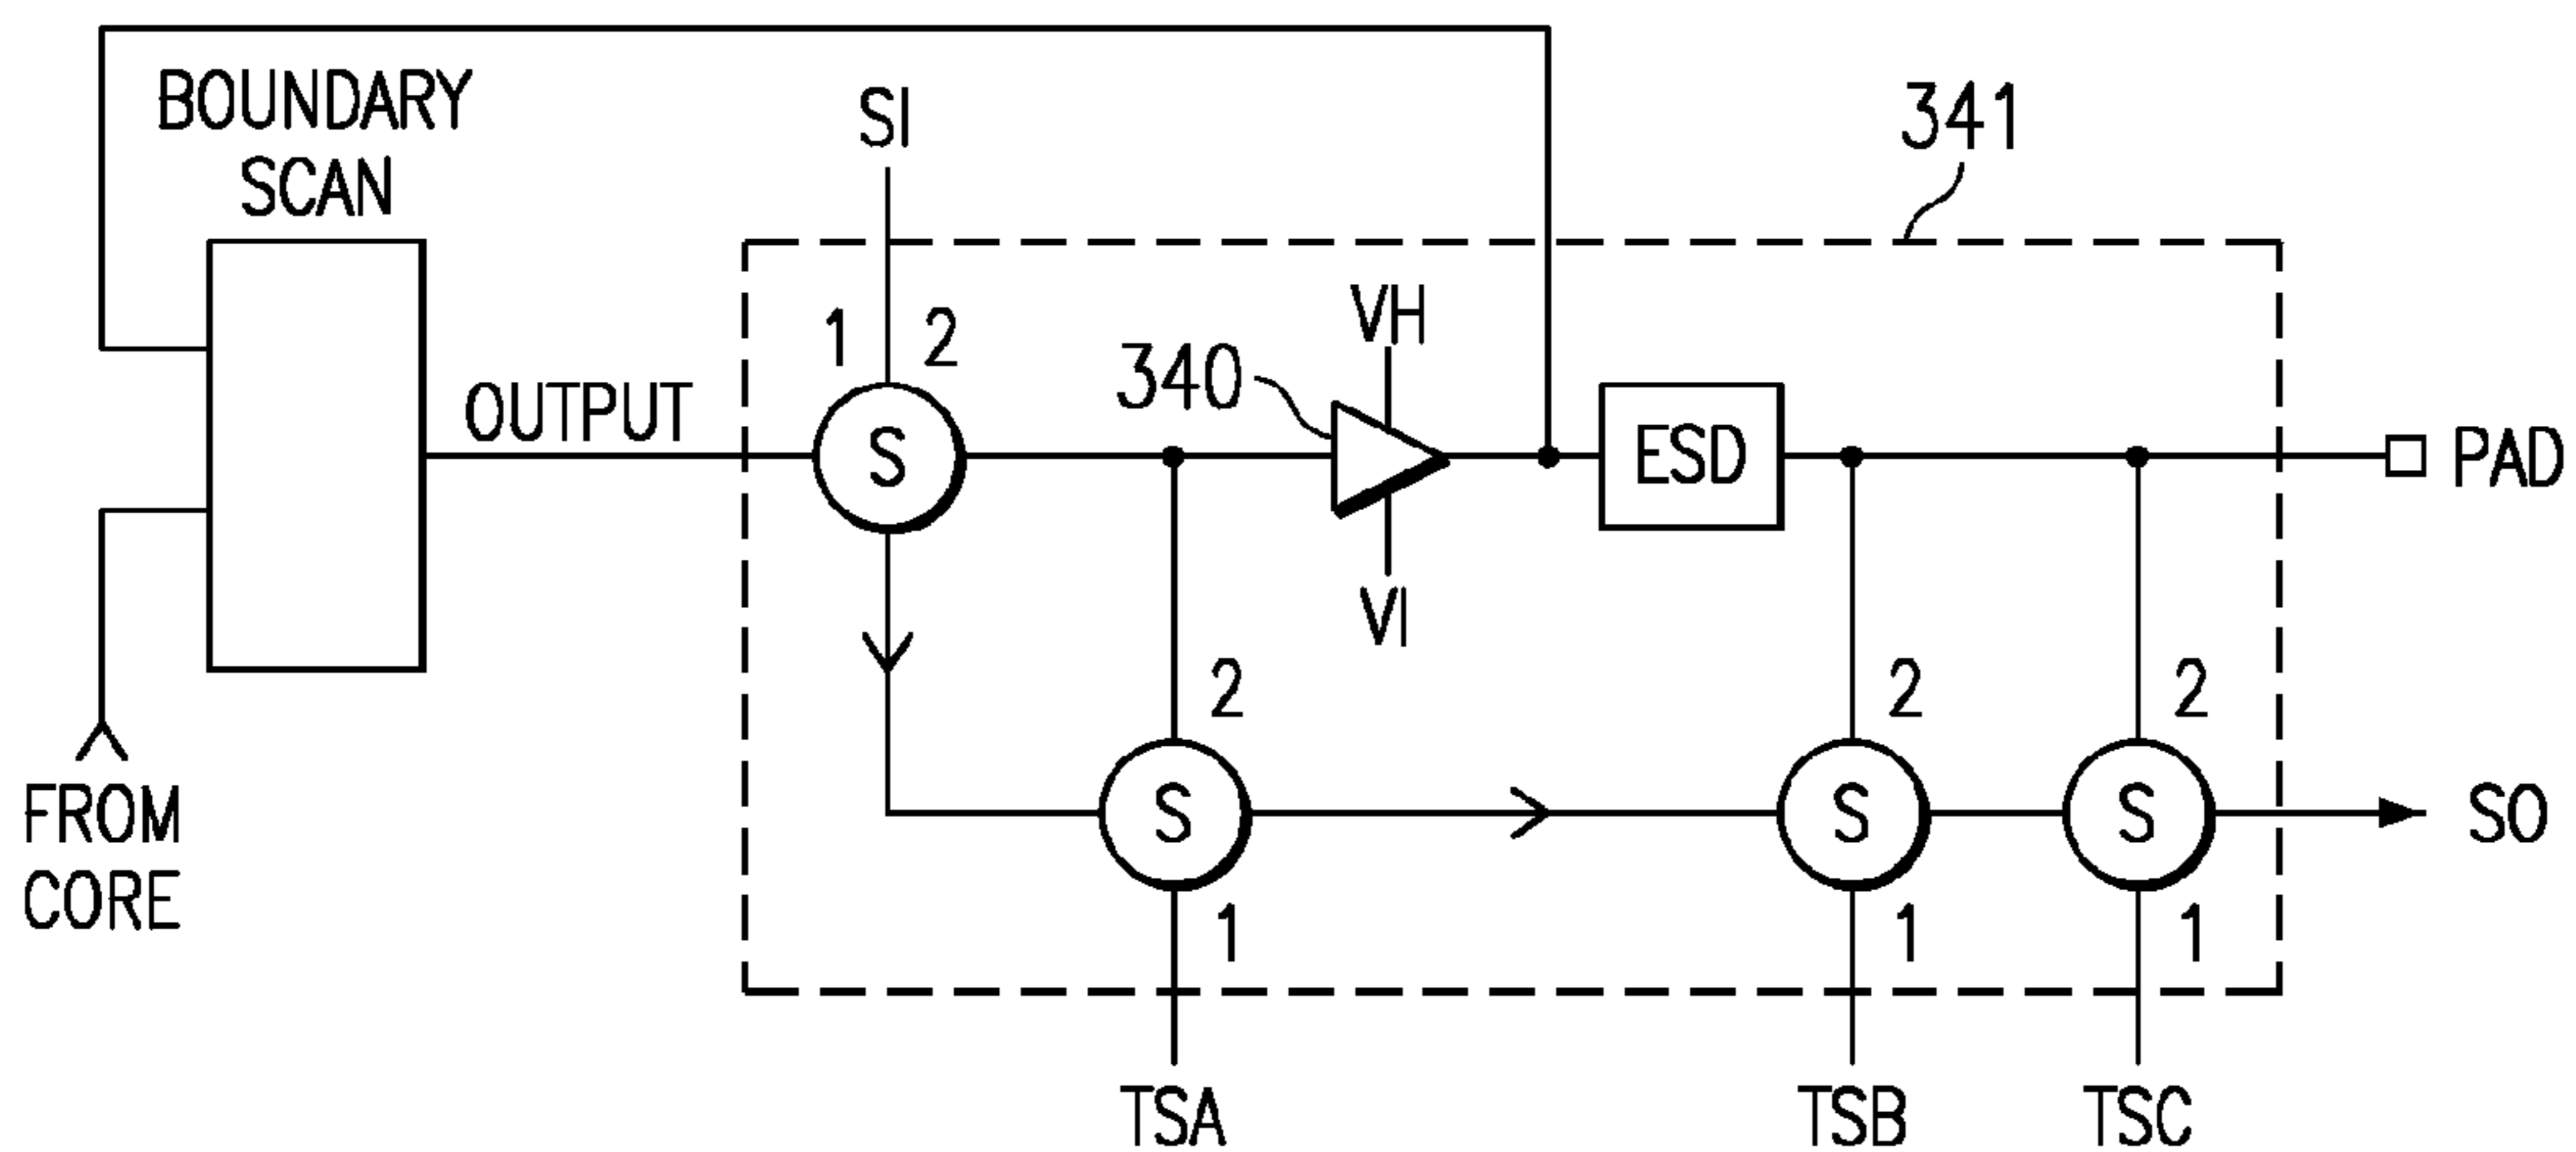 BOUNDARY
SCAN
SI
341
1
2
VH
340
OUTPUT
S
ESD
PAD
VI
2
2
2
S
S
S
SO
FROM
CORE
1
1
1
TSA
TSB
TSC